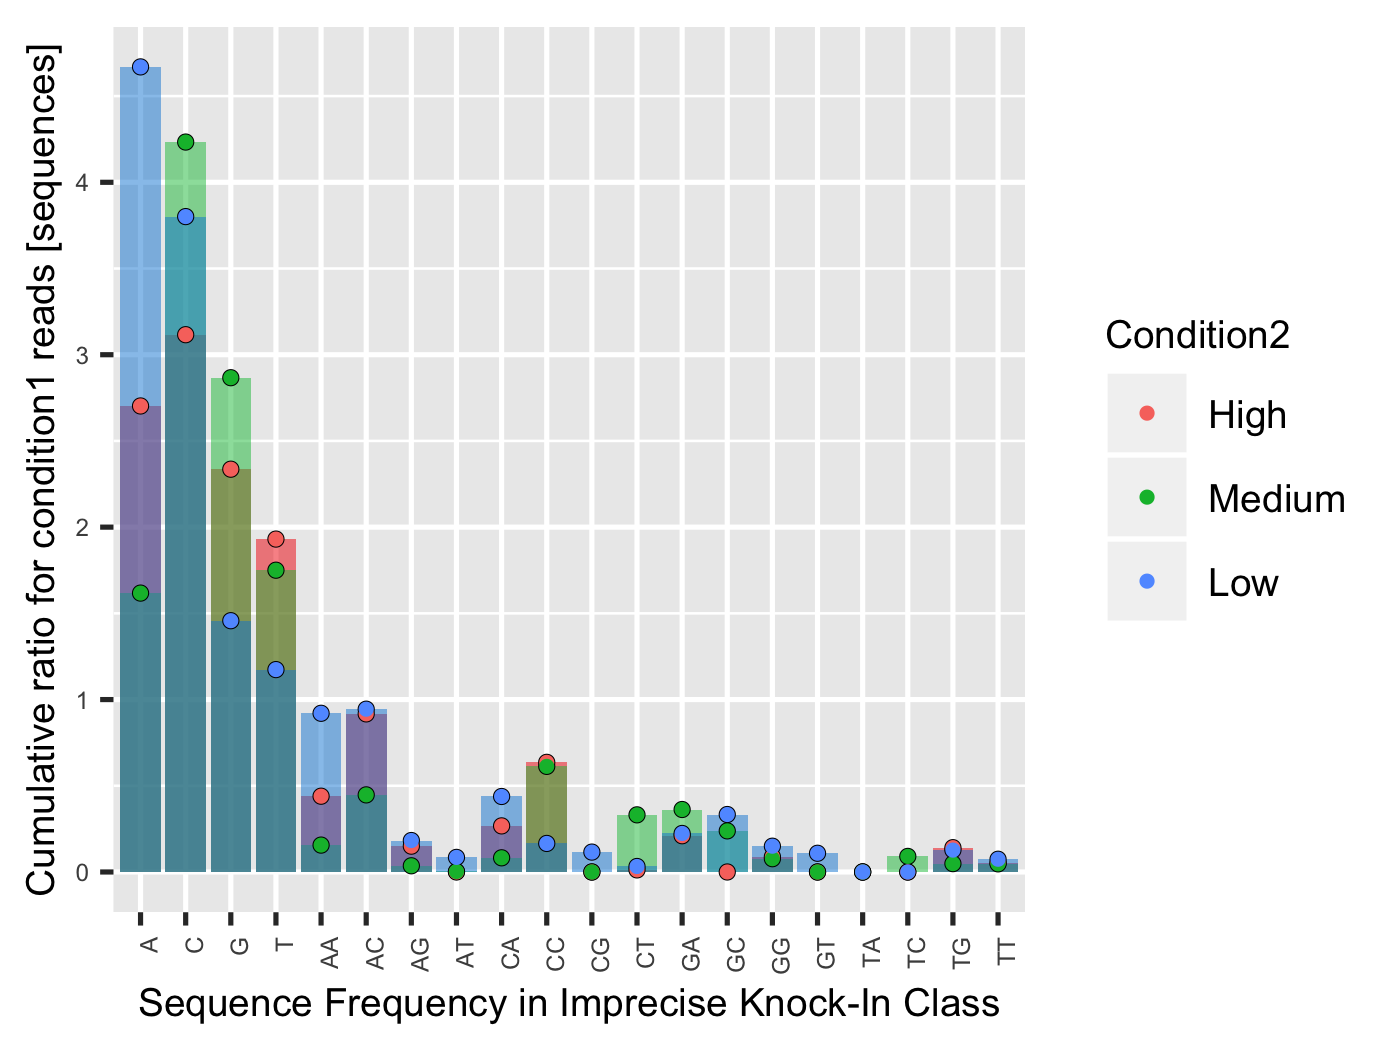 Cumulative ratio for condition1 reads [sequences]
4
3
2
1
0
A C G T AA AC AG AT CA CC CG CT GA GC GG GT TA TC TG TT
Sequence Frequency in Imprecise Knock-In Class
Condition2
High
Medium
Low